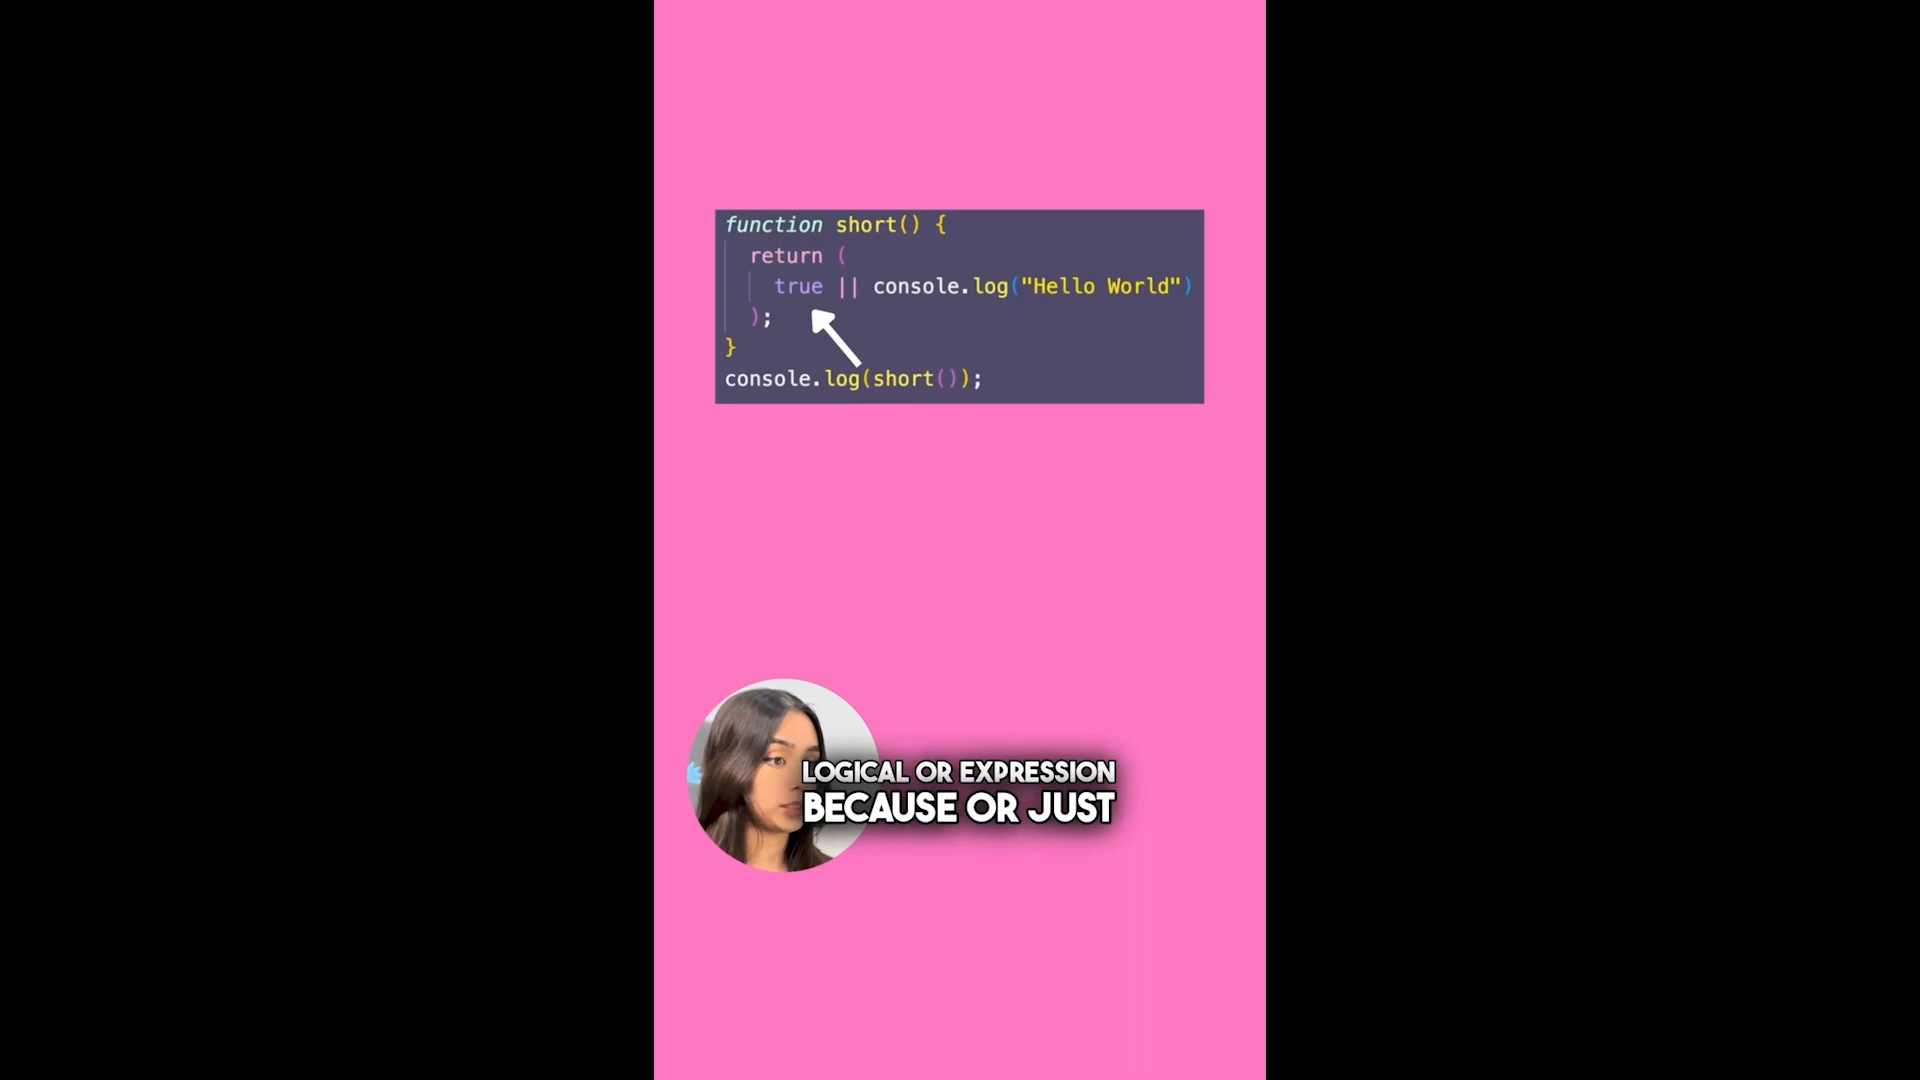 function short() {
return (
true || console.log("Hello World")
);
}
console.log(short());
LOGICAL OR EXPRESSION
BECAUSE OR JUST